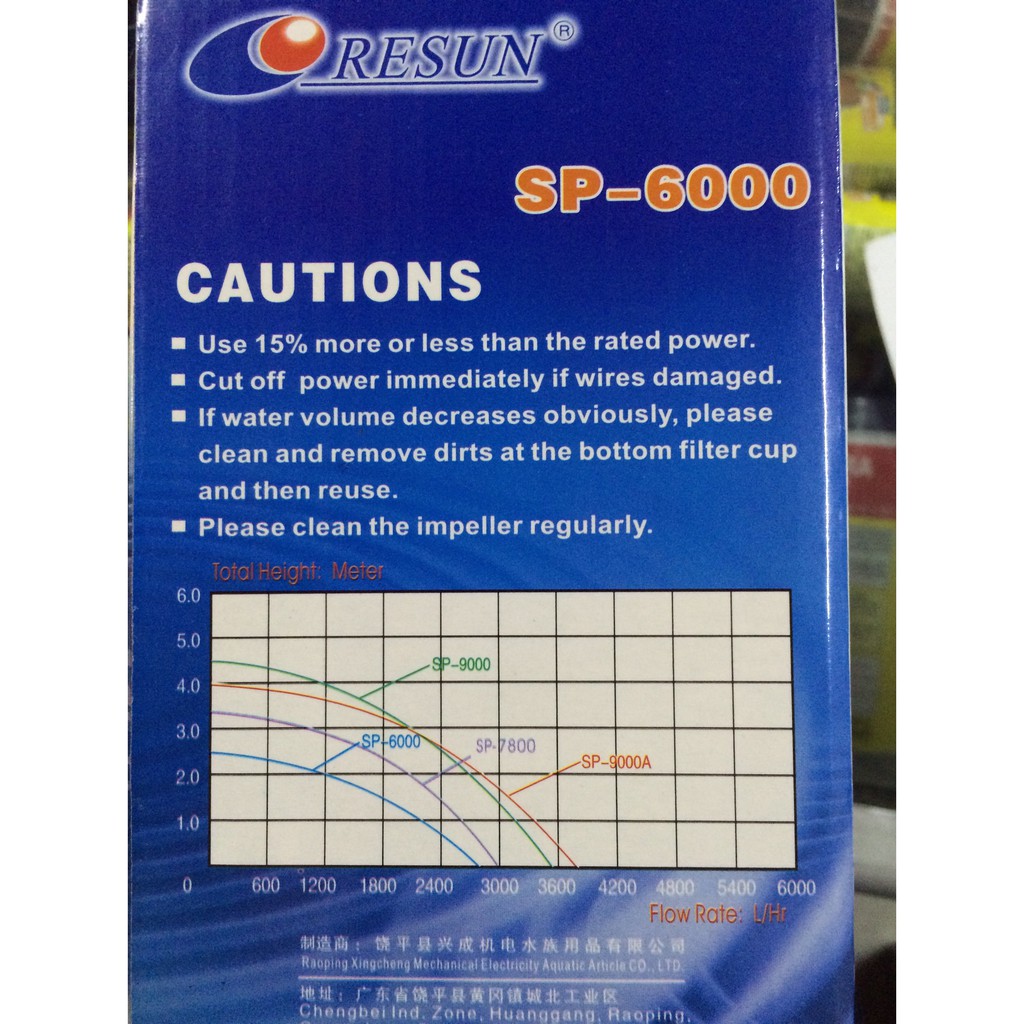 RESUN®
SP-6000
CAUTIONS
Use 15% more or less than the rated power.
Cut off power immediately if wires damaged.
If water volume decreases obviously, please
clean and remove dirts at the bottom filter cup
and then reuse.
Please clean the impeller regularly.
Total Height: Meter
6.0
5.0
SP-9000
4.0
3.0
SP-6000
SP-7800
SP-9000A
2.0
1.0
0 600 1200 1800 2400 3000 3600 4200 4800 5400 6000
Flow Rate: L/Hr
制造商：饶平县兴成机电水族用品有限公司
Raoping Xingcheng Mechanical Electricity Aquatic Article CO., LTD.
地址：广东省饶平县黄冈镇城北工业区
Chengbei Ind. Zone, Huanggang, Raoping,